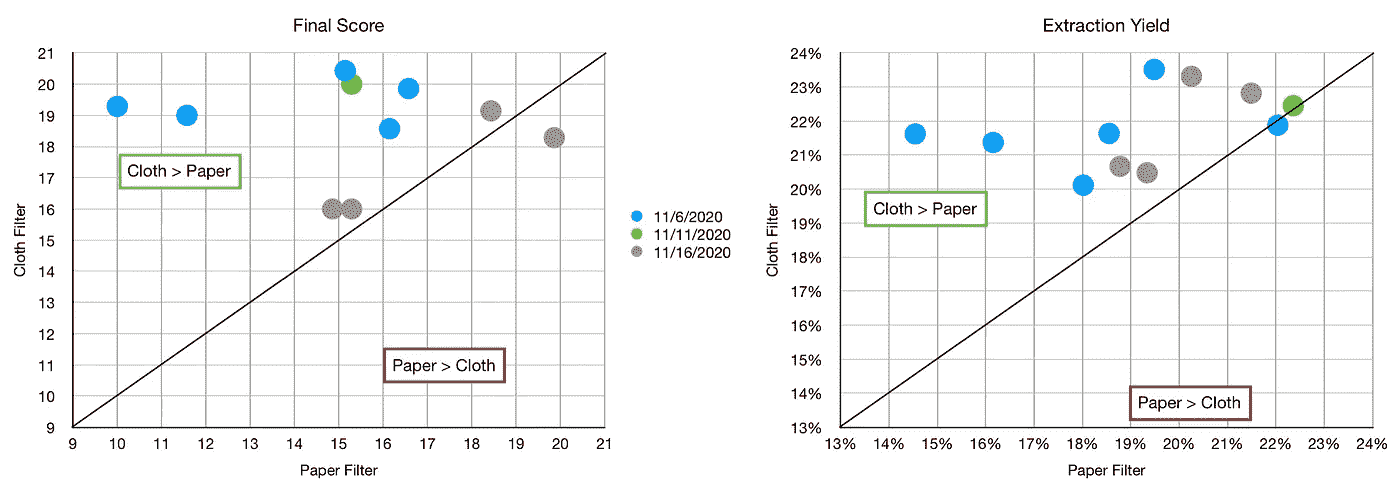 Final Score
21
20
19
18
17
16
15
14
13
12
11
10
9
Cloth Filter
Cloth > Paper
Paper > Cloth
9 10 11 12 13 14 15 16 17 18 19 20 21
Paper Filter
11/6/2020
11/11/2020
11/16/2020
Extraction Yield
24%
23%
22%
21%
20%
19%
18%
17%
16%
15%
14%
13%
Cloth Filter
Cloth > Paper
Paper > Cloth
13% 14% 15% 16% 17% 18% 19% 20% 21% 22% 23% 24%
Paper Filter